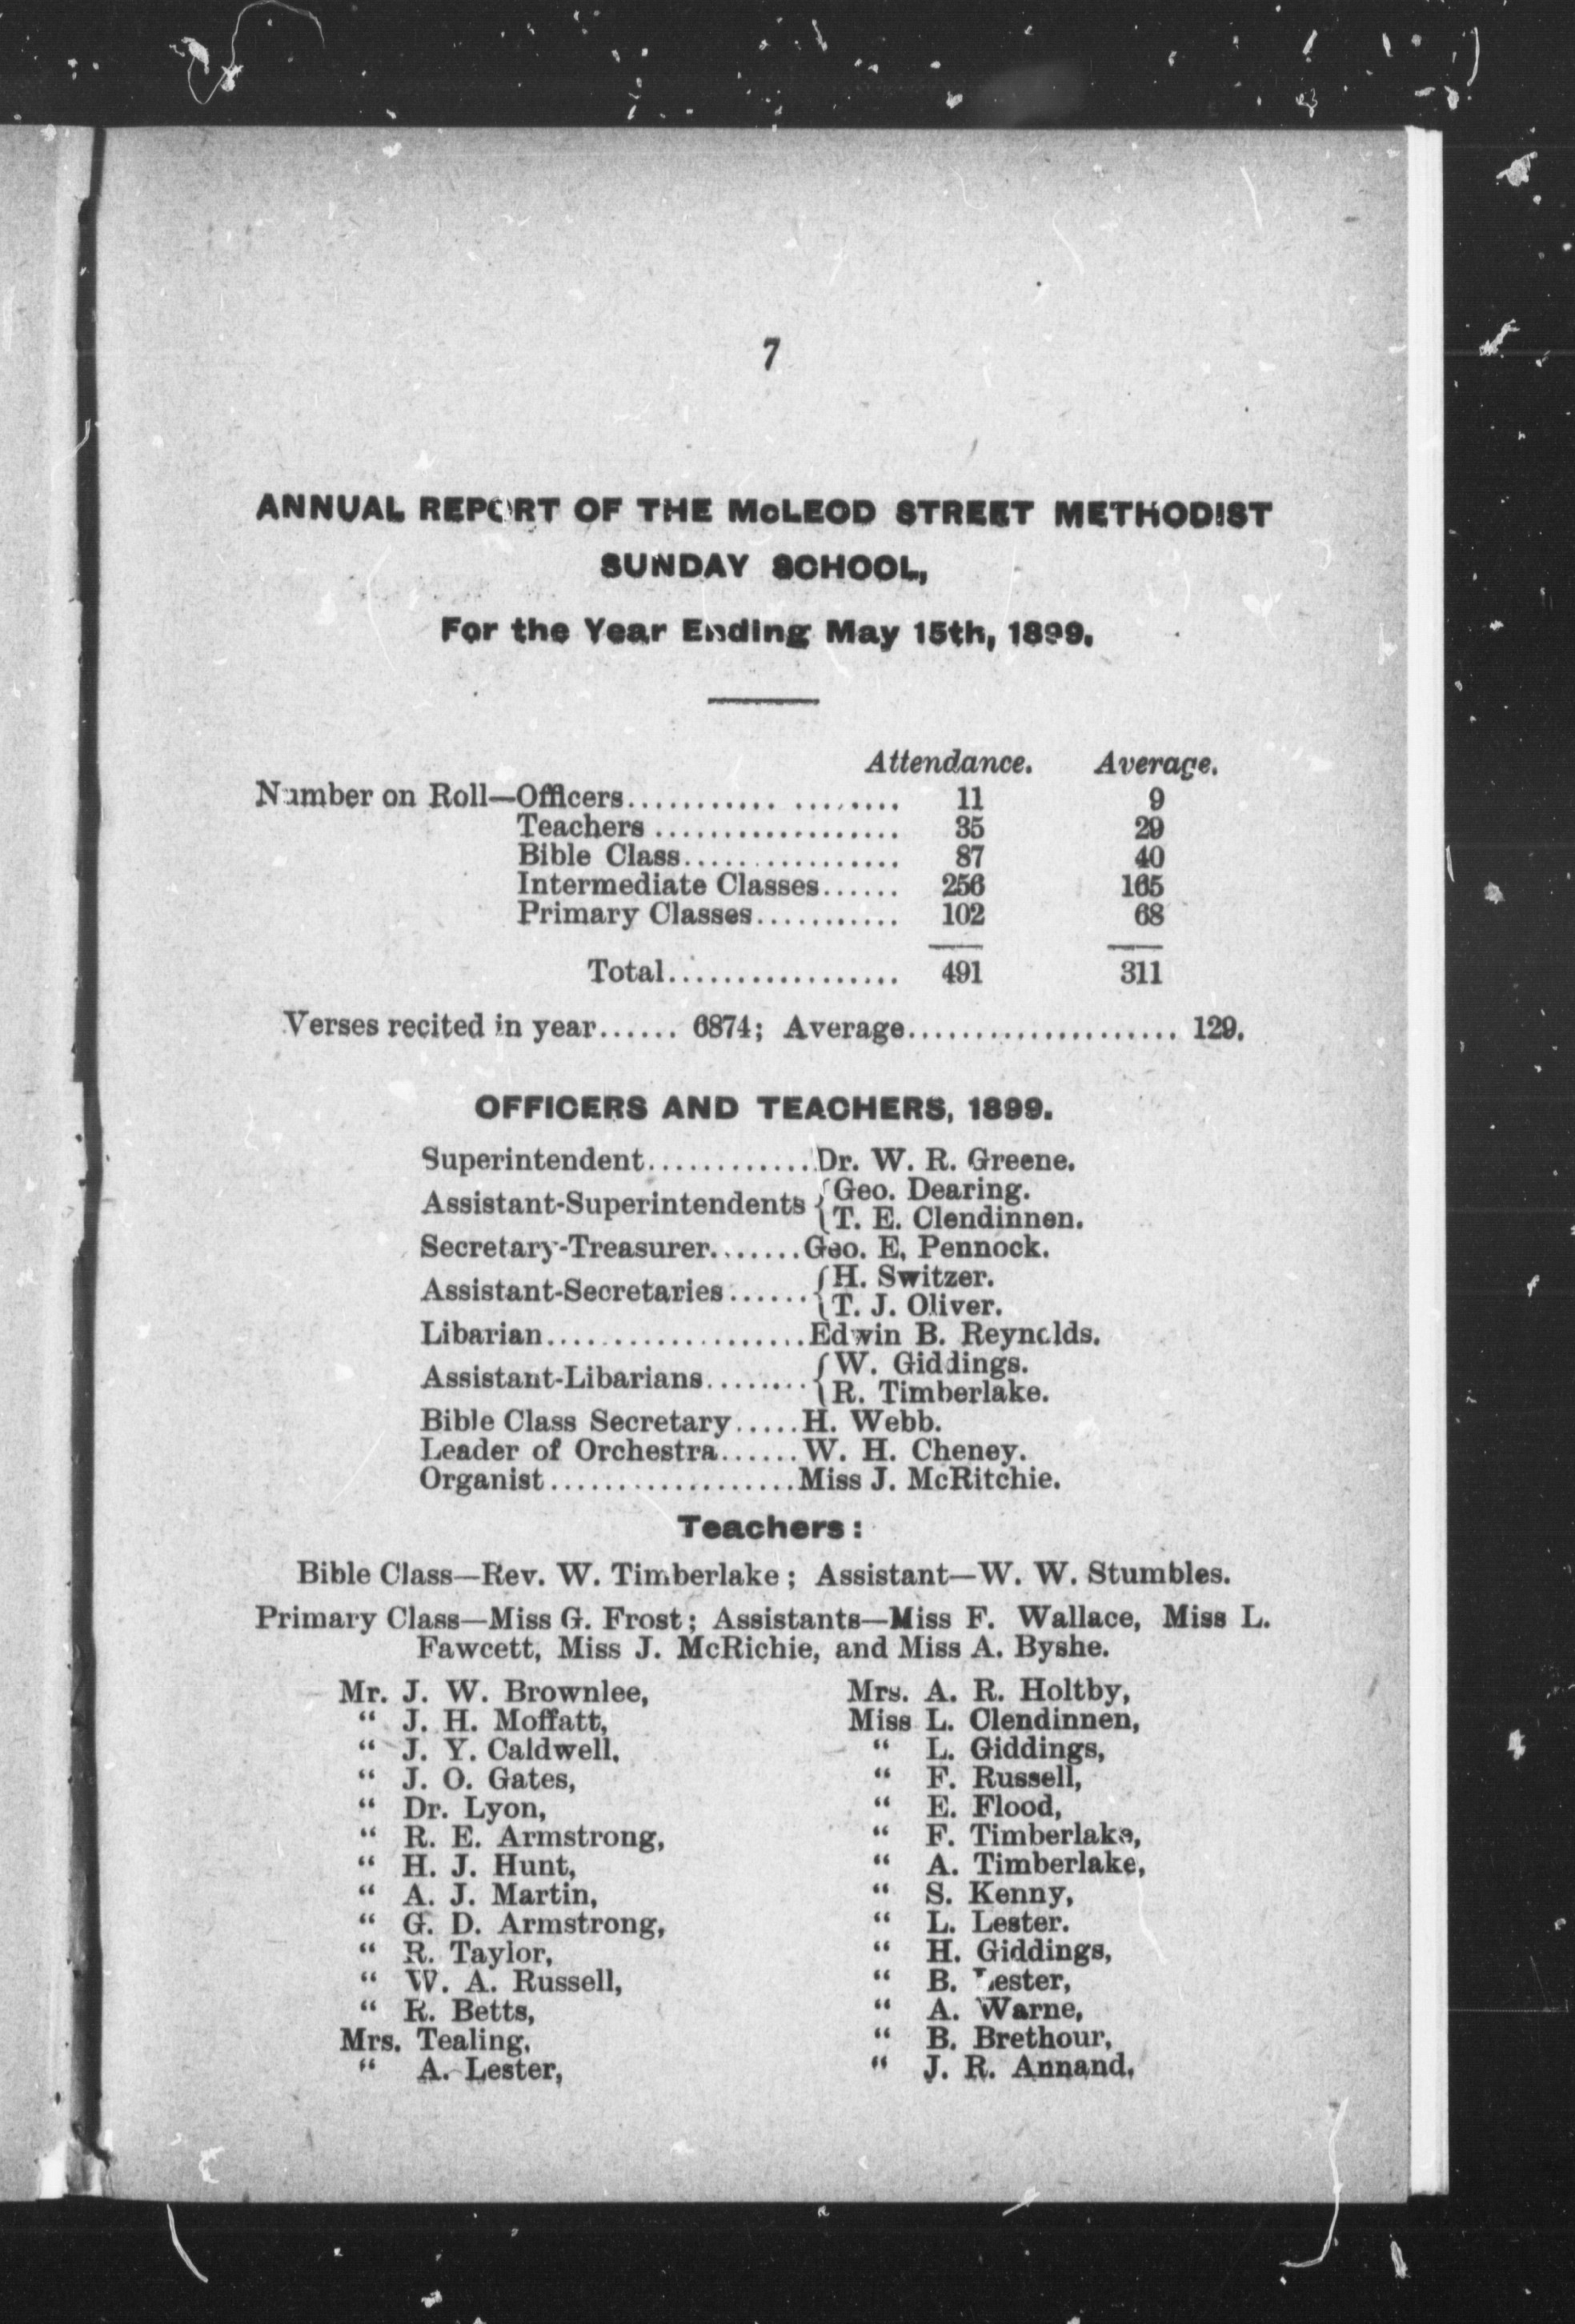 7
ANNUAL REPORT OF THE McLEOD STREET METHODIST
SUNDAY SCHOOL,
For the Year Ending May 15th, 1899.
Attendance. Average.
Number on Roll—Officers................... 11 9
Teachers .................. 35 29
Bible Class................ 87 40
Intermediate Classes...... 256 165
Primary Classes........... 102 68
Total................. 491 311
Verses recited in year...... 6874; Average.................... 129.
OFFICERS AND TEACHERS, 1899.
Superintendent.............Dr. W. R. Greene.
Assistant-Superintendents {Geo. Dearing.
T. E. Clendinnen.
Secretary-Treasurer.......Geo. E. Pennock.
Assistant-Secretaries......{H. Switzer.
T. J. Oliver.
Libarian...................Edwin B. Reynolds.
Assistant-Libarians........{W. Giddings.
R. Timberlake.
Bible Class Secretary.....H. Webb.
Leader of Orchestra......W. H. Cheney.
Organist..................Miss J. McRitchie.
Teachers:
Bible Class—Rev. W. Timberlake; Assistant—W. W. Stumbles.
Primary Class—Miss G. Frost; Assistants—Miss F. Wallace, Miss L.
Fawcett, Miss J. McRichie, and Miss A. Byshe.
Mr. J. W. Brownlee,
" J. H. Moffatt,
" J. Y. Caldwell,
" J. O. Gates,
" Dr. Lyon,
" R. E. Armstrong,
" H. J. Hunt,
" A. J. Martin,
" G. D. Armstrong,
" R. Taylor,
" W. A. Russell,
" R. Betts,
Mrs. Tealing,
" A. Lester,
Mrs. A. R. Holtby,
Miss L. Clendinnen,
" L. Giddings,
" F. Russell,
" E. Flood,
" F. Timberlake,
" A. Timberlake,
" S. Kenny,
" L. Lester.
" H. Giddings,
" B. Lester,
" A. Warne,
" B. Brethour,
" J. R. Annand,